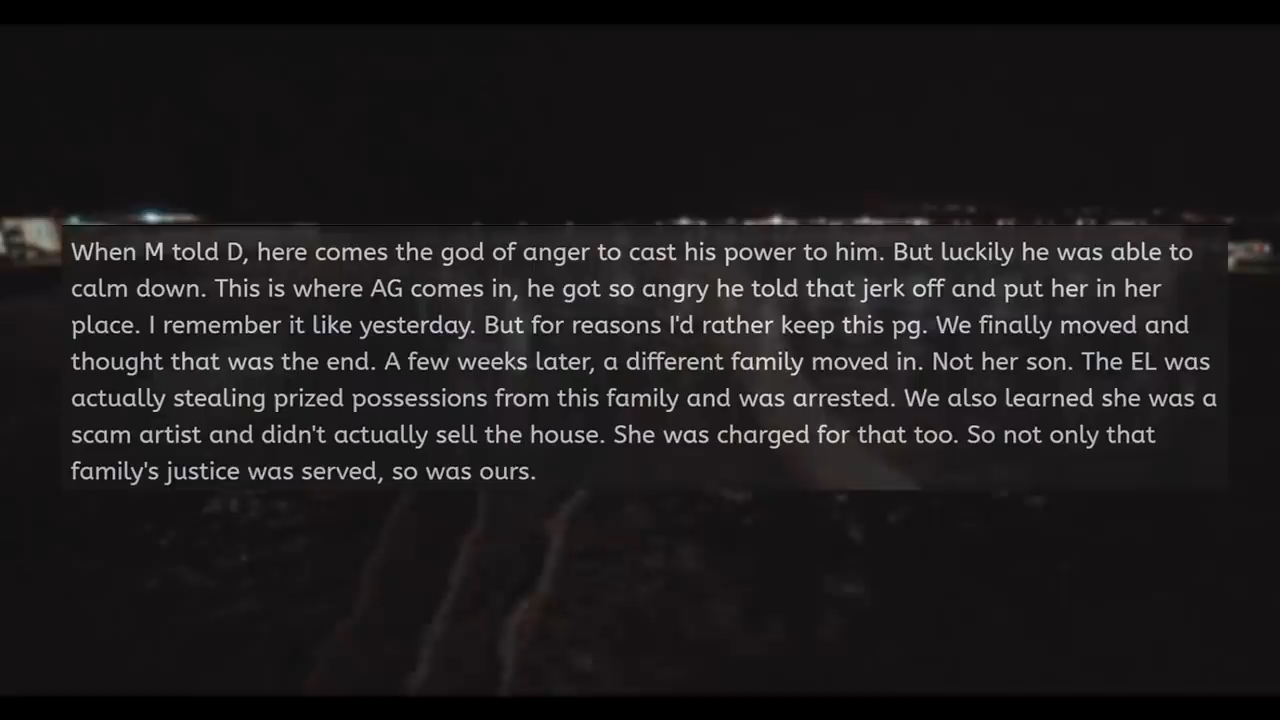 When M told D, here comes the god of anger to cast his power to him. But luckily he was able to
calm down. This is where AG comes in, he got so angry he told that jerk off and put her in her
place. I remember it like yesterday. But for reasons I'd rather keep this pg. We finally moved and
thought that was the end. A few weeks later, a different family moved in. Not her son. The EL was
actually stealing prized possessions from this family and was arrested. We also learned she was a
scam artist and didn't actually sell the house. She was charged for that too. So not only that
family's justice was served, so was ours.